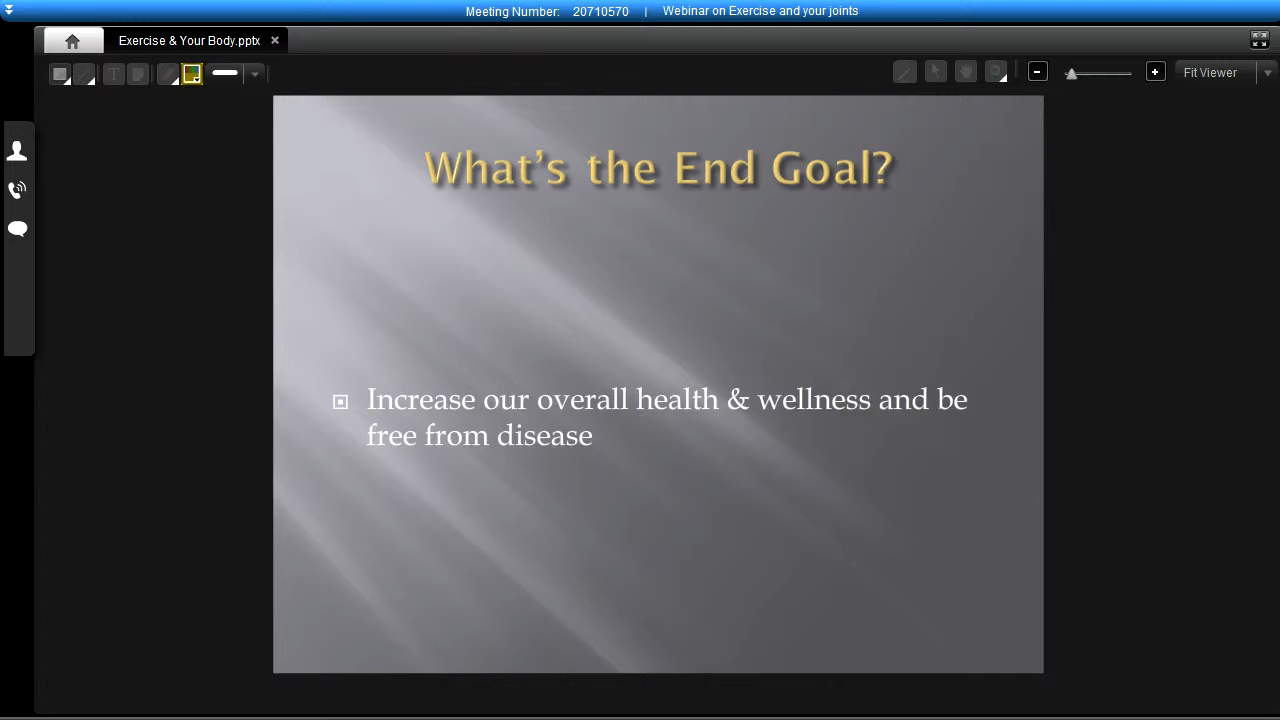 Meeting Number: 20710570 | Webinar on Exercise and your joints
Exercise & Your Body.pptx
T
Fit Viewer
What's the End Goal?
Increase our overall health & wellness and be
free from disease